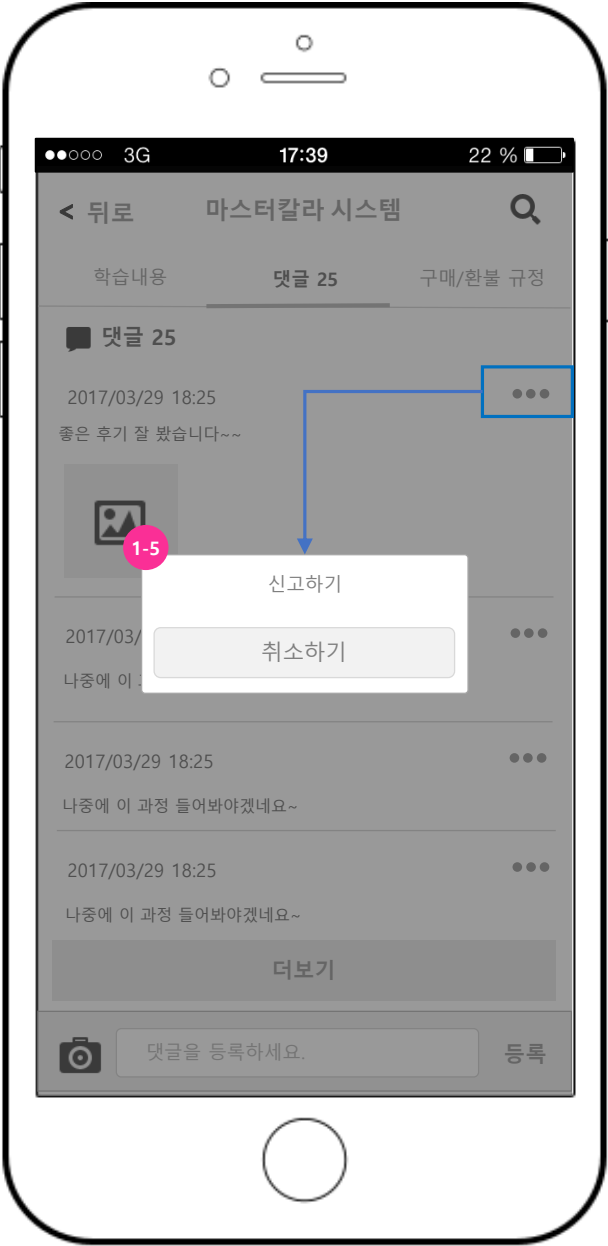 3G 17:39 22 %
< 뒤로 마스터칼라 시스템
학습내용 댓글 25 구매/환불 규정
댓글 25
2017/03/29 18:25
좋은 후기 잘 봤습니다~~
1-5
신고하기
2017/03/
취소하기
나중에 이
2017/03/29 18:25
나중에 이 과정 들어봐야겠네요~
2017/03/29 18:25
나중에 이 과정 들어봐야겠네요~
더보기
댓글을 등록하세요. 등록